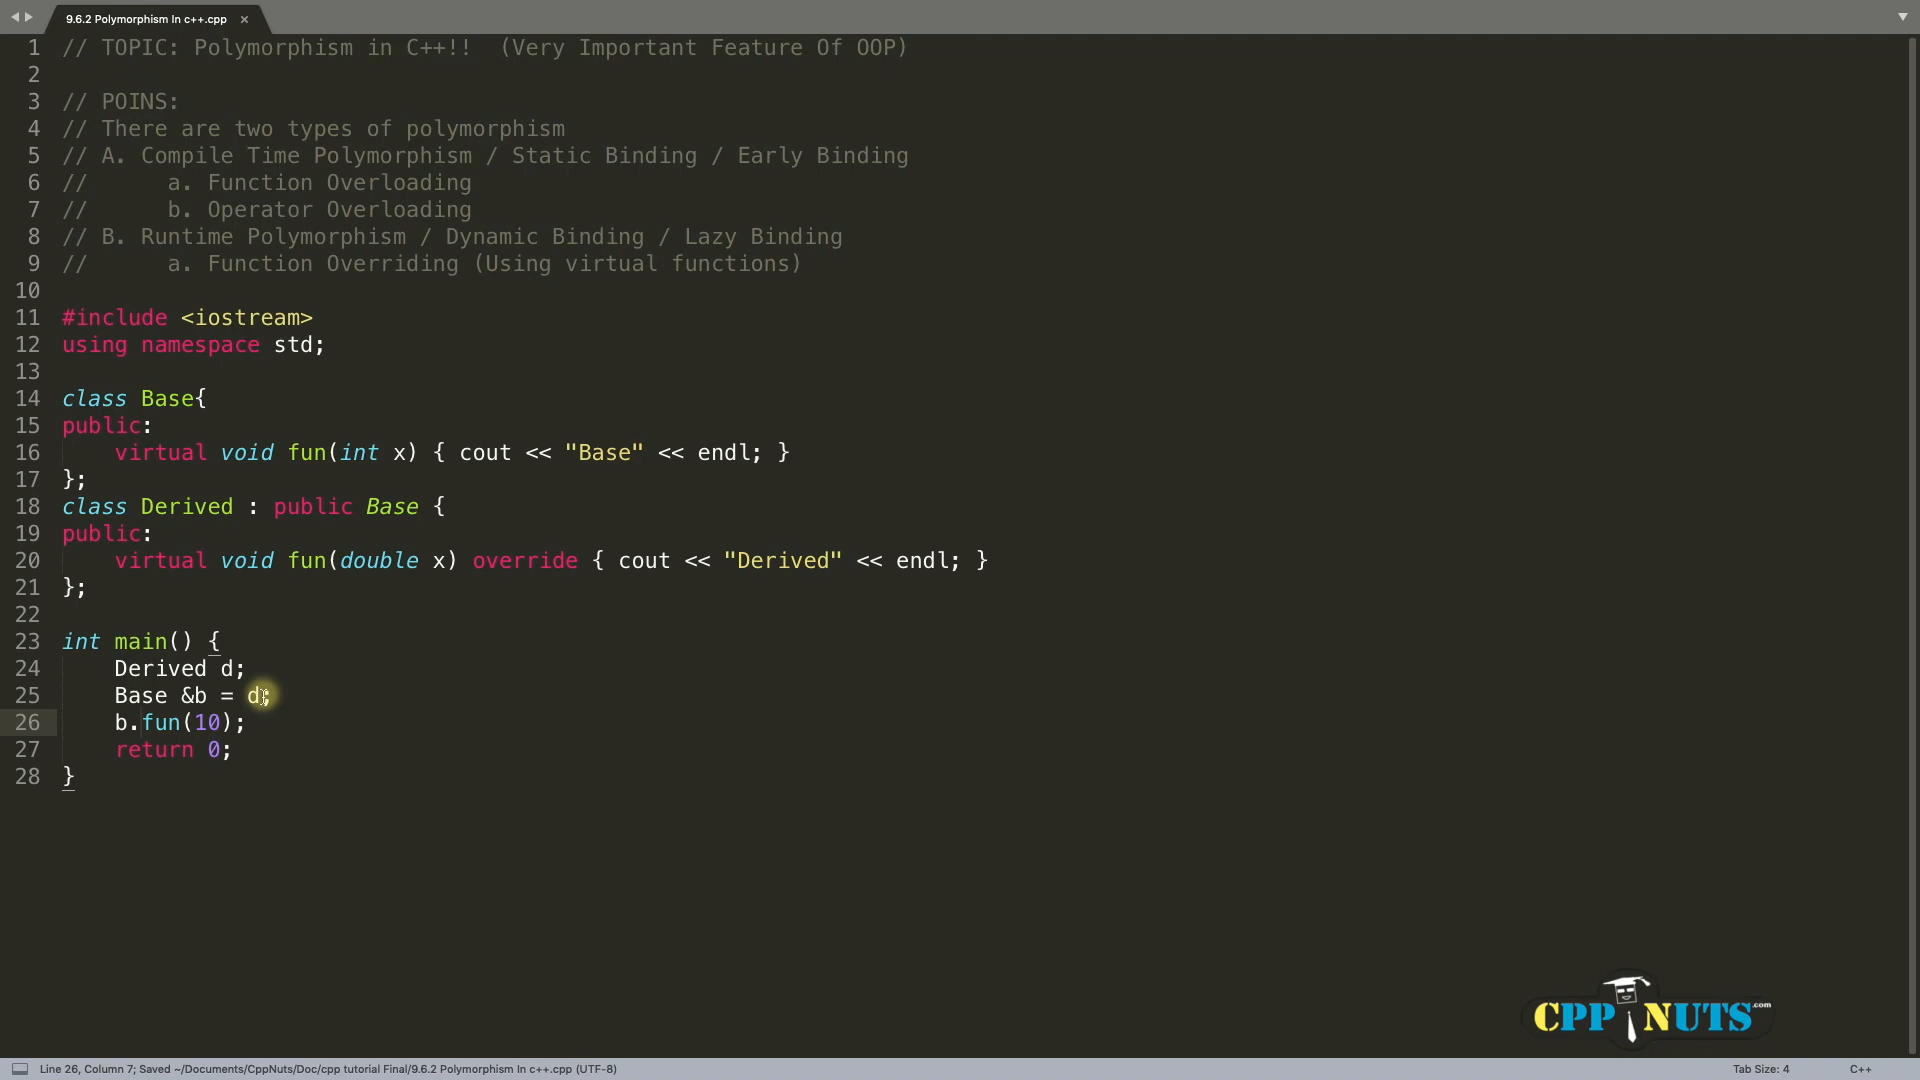 9.6.2 Polymorphism In c++.cpp ×
1 // TOPIC: Polymorphism in C++!!  (Very Important Feature Of OOP)
2
3 // POINS:
4 // There are two types of polymorphism
5 // A. Compile Time Polymorphism / Static Binding / Early Binding
6 //      a. Function Overloading
7 //      b. Operator Overloading
8 // B. Runtime Polymorphism / Dynamic Binding / Lazy Binding
9 //      a. Function Overriding (Using virtual functions)
10
11 #include <iostream>
12 using namespace std;
13
14 class Base{
15 public:
16     virtual void fun(int x) { cout << "Base" << endl; }
17 };
18 class Derived : public Base {
19 public:
20     virtual void fun(double x) override { cout << "Derived" << endl; }
21 };
22
23 int main() {
24     Derived d;
25     Base &b = d;
26     b.fun(10);
27     return 0;
28 }
CPP NUTS .com
Line 26, Column 7; Saved ~/Documents/CppNuts/Doc/cpp tutorial Final/9.6.2 Polymorphism In c++.cpp (UTF-8) Tab Size: 4 C++